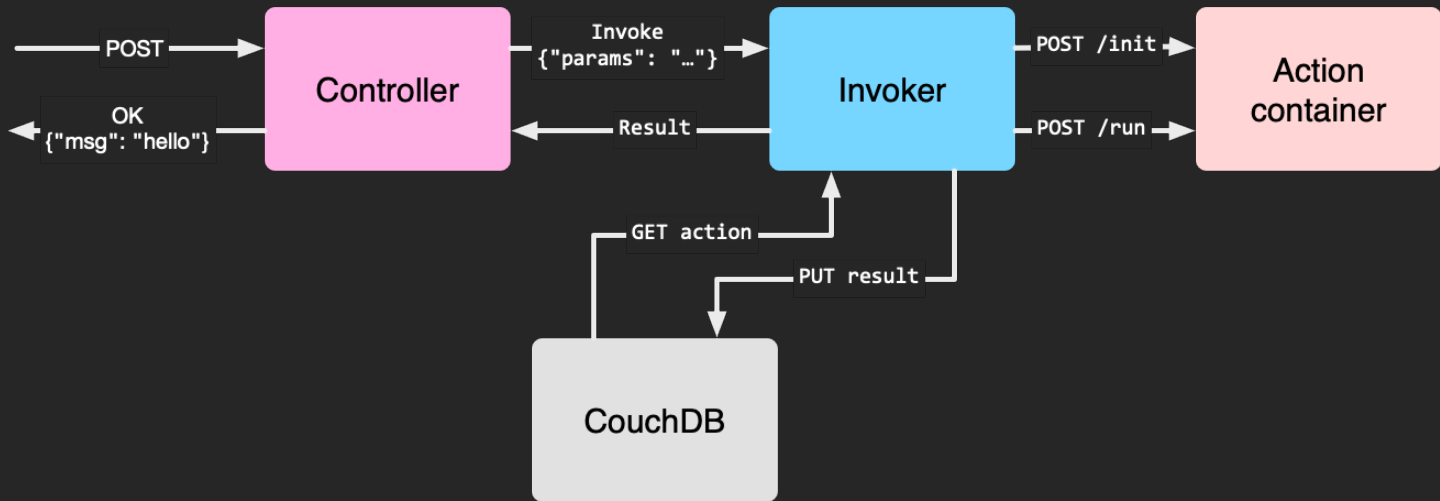 POST
Controller
Invoke
{"params": "…"}
Invoker
POST /init
Action
container
OK
{"msg": "hello"}
Result
POST /run
GET action
PUT result
CouchDB